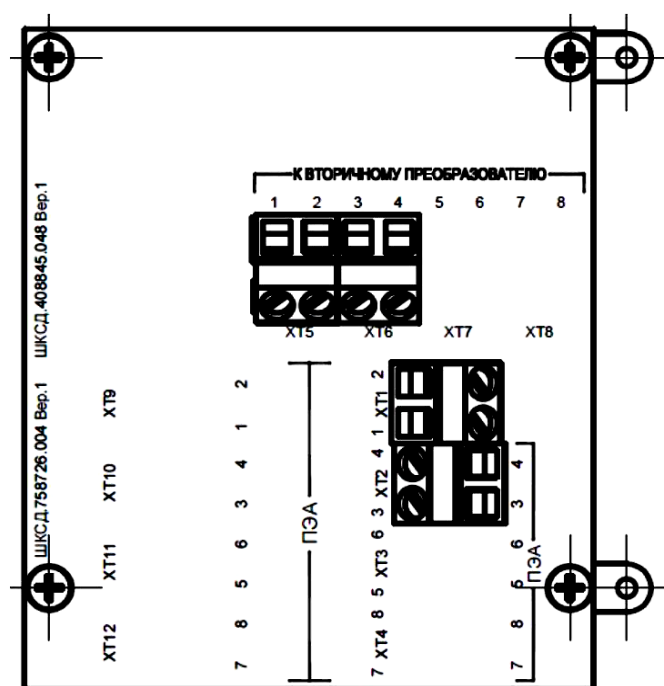 К ВТОРИЧНОМУ ПРЕОБРАЗОВАТЕЛЮ
1 2 3 4 5 6 7 8
XT5 XT6 XT7 XT8
ШКСД.408845.048 Вер.1
ШКСД.758726.004 Вер.1
XT9
XT10
XT11
XT12
2
1
4
3
6
5
8
7
ПЭА
2
XT1
1
4
XT2
3
6
XT3
5
8
XT4
7
4
3
6
5
8
7
ПЭА